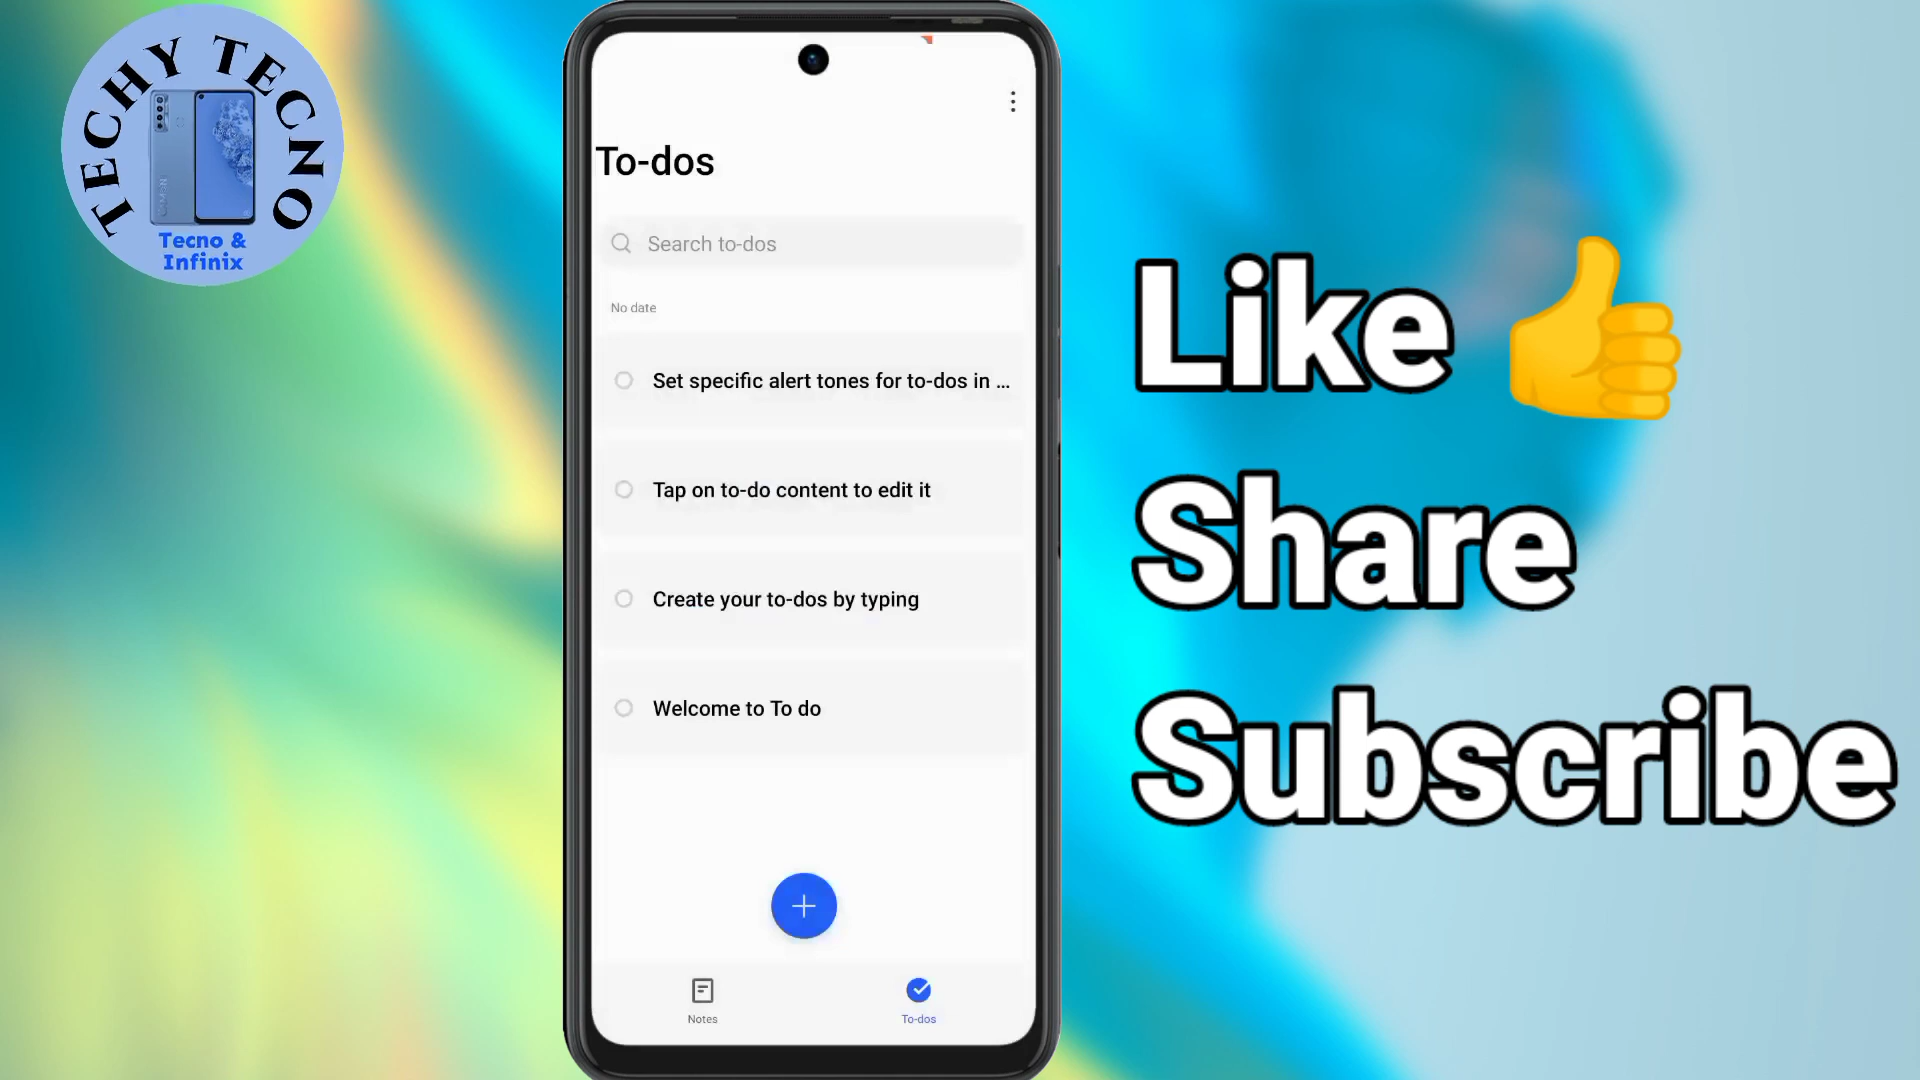 TECHY TECNO
Tecno &
Infinix
To-dos
Search to-dos
No date
Set specific alert tones for to-dos in ...
Tap on to-do content to edit it
Create your to-dos by typing
Welcome to To do
Notes
To-dos
Like 👍
Share
Subscribe